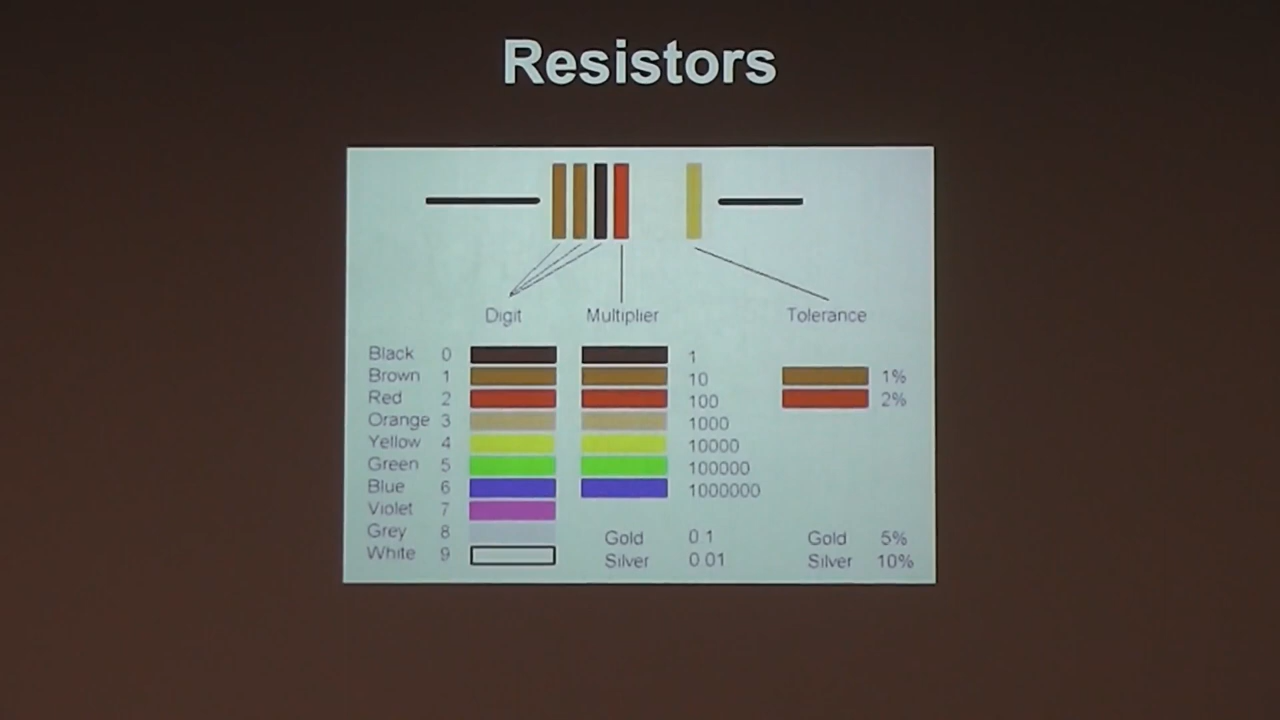 Resistors
Digit Multiplier Tolerance
Black 0 1
Brown 1 10 1%
Red 2 100 2%
Orange 3 1000
Yellow 4 10000
Green 5 100000
Blue 6 1000000
Violet 7
Grey 8 Gold 0.1 Gold 5%
White 9 Silver 0.01 Silver 10%